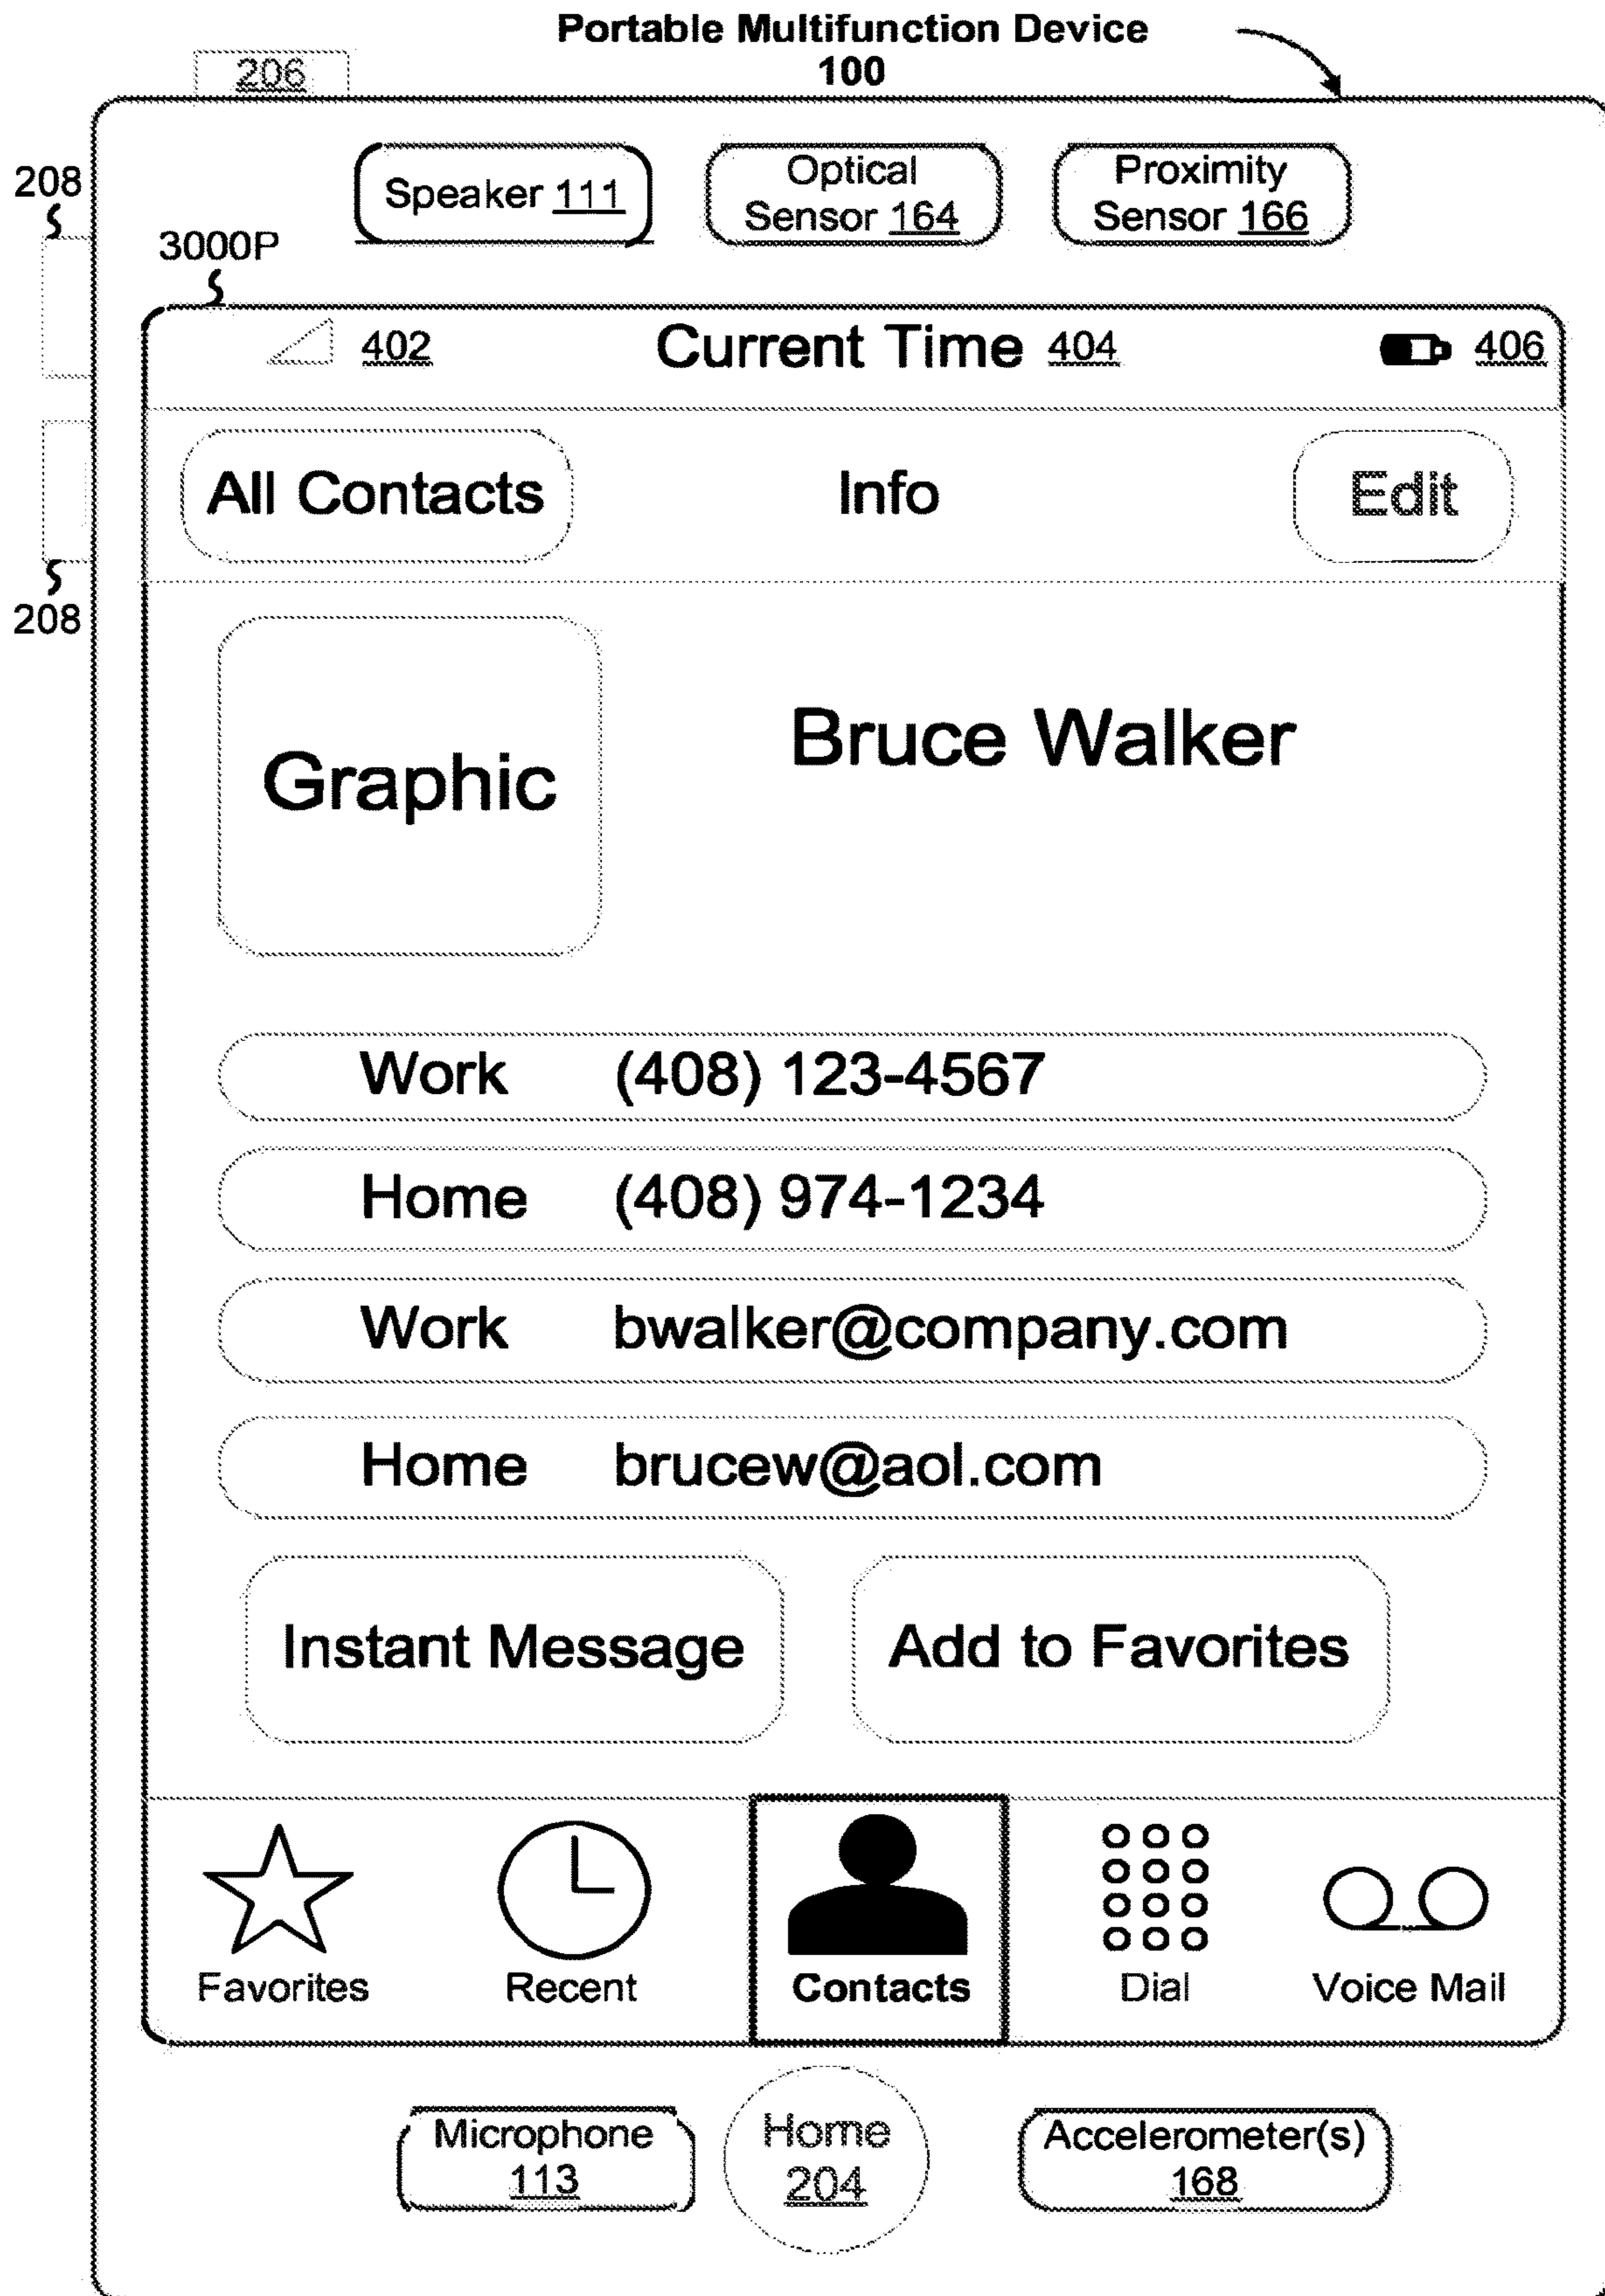 Portable Multifunction Device
100
206
208
Speaker 111
Optical
Sensor 164
Proximity
Sensor 166
3000P
402
Current Time 404
406
All Contacts
Info
Edit
208
Graphic
Bruce Walker
Work (408) 123-4567
Home (408) 974-1234
Work bwalker@company.com
Home brucew@aol.com
Instant Message
Add to Favorites
Favorites
Recent
Contacts
Dial
Voice Mail
Microphone
113
Home
204
Accelerometer(s)
168